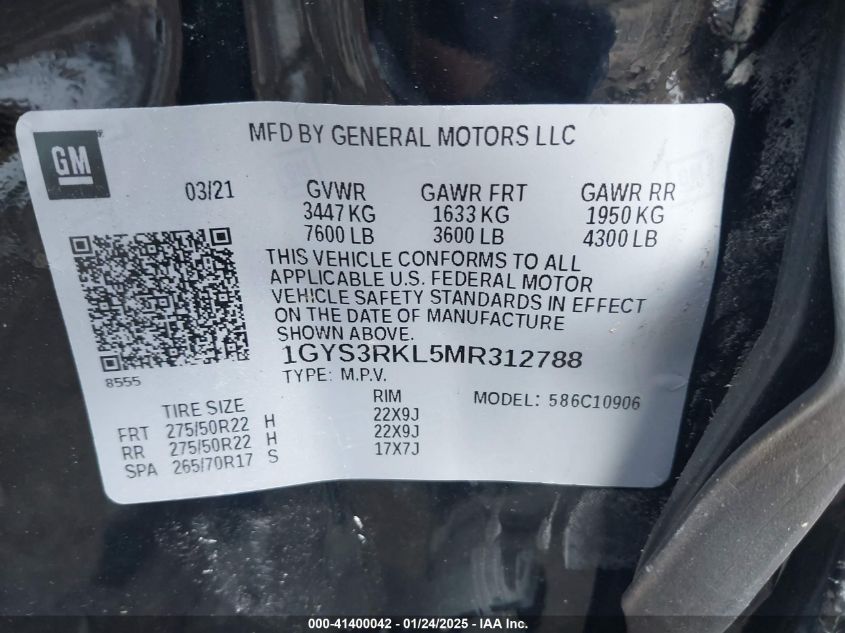 GM
MFD BY GENERAL MOTORS LLC
03/21 GVWR GAWR FRT GAWR RR
3447 KG 1633 KG 1950 KG
7600 LB 3600 LB 4300 LB
THIS VEHICLE CONFORMS TO ALL
APPLICABLE U.S. FEDERAL MOTOR
VEHICLE SAFETY STANDARDS IN EFFECT
ON THE DATE OF MANUFACTURE
SHOWN ABOVE.
1GYS3RKL5MR312788
8555
TYPE: M.P.V.
TIRE SIZE RIM MODEL: 586C10906
FRT 275/50R22 H 22X9J
RR 275/50R22 H 22X9J
SPA 265/70R17 S 17X7J
000-41400042 - 01/24/2025 - IAA Holdings, LLC.